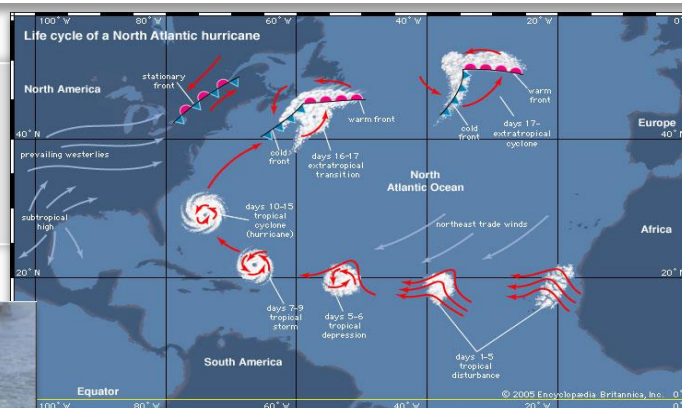 100° W 80° W 60° W 40° W 20° W 0°
Life cycle of a North Atlantic hurricane
stationary
front
North America
warm
front
warm front
cold
front
cold
front
days 17–
extratropical
cyclone
Europe
40° N
40° N
prevailing westerlies
days 16–17
extratropical
transition
North
Atlantic Ocean
days 10–15
tropical
cyclone
(hurricane)
subtropical
high
northeast trade winds
Africa
20° N
20° N
days 7–9
tropical
storm
days 5–6
tropical
depression
days 1–5
tropical
disturbance
South America
Equator
© 2005 Encyclopædia Britannica, Inc.
0°
100° W 80° W 60° W 40° W 20° W 0°